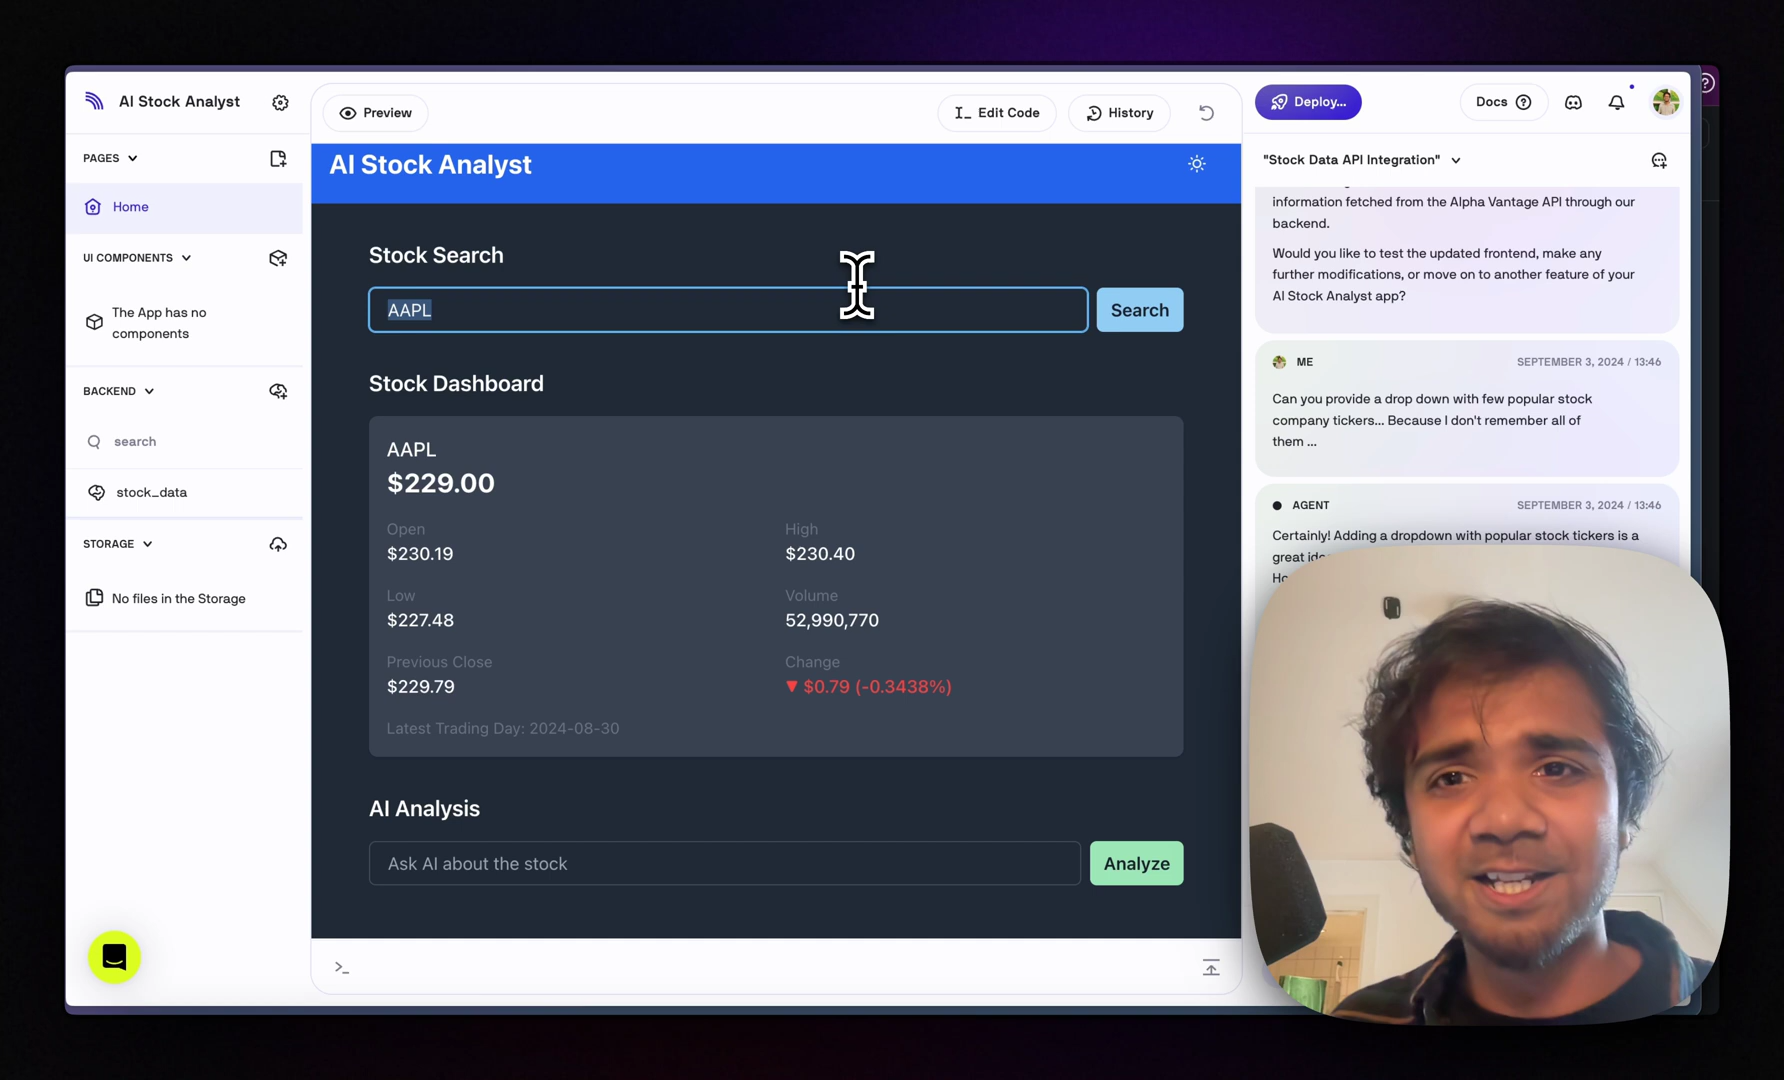 AI Stock Analyst
PAGES
Home
UI COMPONENTS
The App has no
components
BACKEND
search
stock_data
STORAGE
No files in the Storage
Preview
Edit Code
History
AI Stock Analyst
Stock Search
AAPL
Search
Stock Dashboard
AAPL
$229.00
Open
$230.19
High
$230.40
Low
$227.48
Volume
52,990,770
Previous Close
$229.79
Change
▼ $0.79 (-0.3438%)
Latest Trading Day: 2024-08-30
AI Analysis
Ask AI about the stock
Analyze
>_
Deploy...
Docs ?
"Stock Data API Integration"
information fetched from the Alpha Vantage API through our
backend.
Would you like to test the updated frontend, make any
further modifications, or move on to another feature of your
AI Stock Analyst app?
ME SEPTEMBER 3, 2024 / 13:46
Can you provide a drop down with few popular stock
company tickers... Because I don't remember all of
them ...
AGENT SEPTEMBER 3, 2024 / 13:46
Certainly! Adding a dropdown with popular stock tickers is a
great